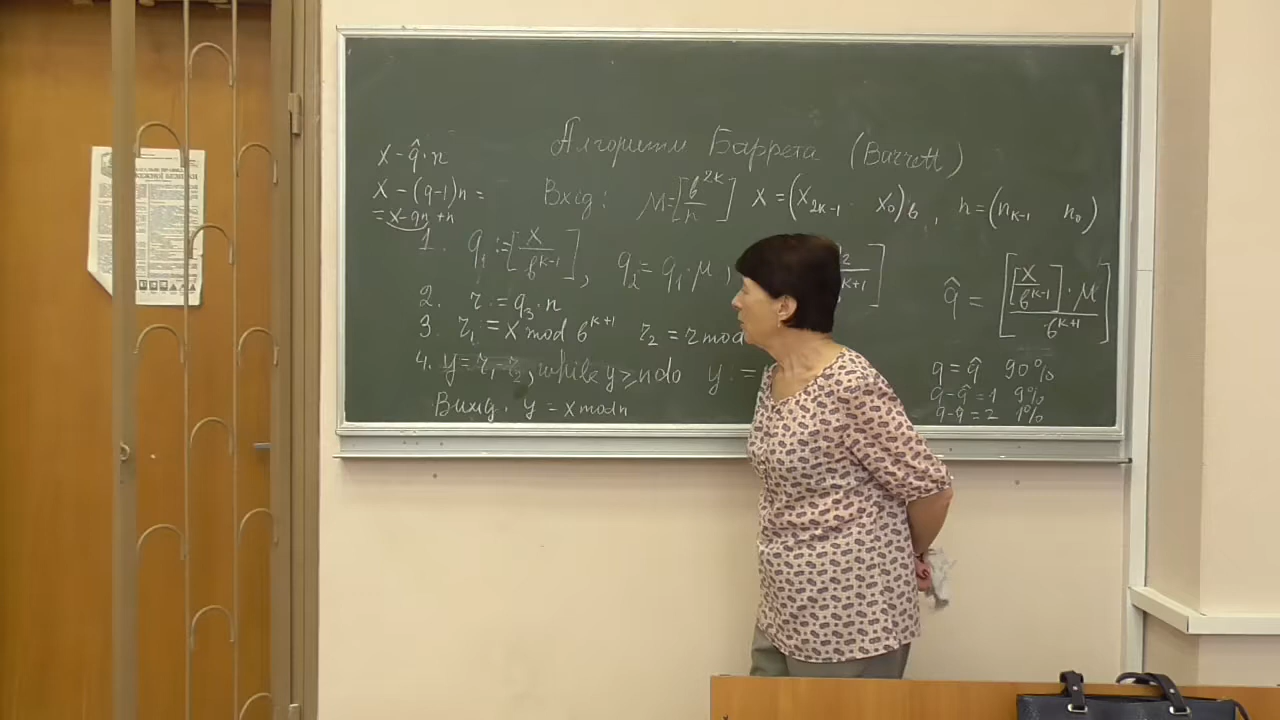 Алгоритм Баррета (Barrett)
x - q̂·n
x - (q-1)n =
= x-qn+n
Вхід: μ=[b^2k/n] x = (x_2k-1 x_0)_b, n = (n_k-1 n_0)
1. q_1 := [x/b^k-1], q_2 = q_1·μ,
2. r := q_3·n
3. r_1 := x mod b^k+1 r_2 = r mod
4. y = r_1 - r_2, while y ≥ n do y :=
Вихід. y = x mod n
q̂ = [[x/b^k-1]·μ/b^k+1]
q = q̂ 90%
q - q̂ = 1 9%
q - q̂ = 2 1%